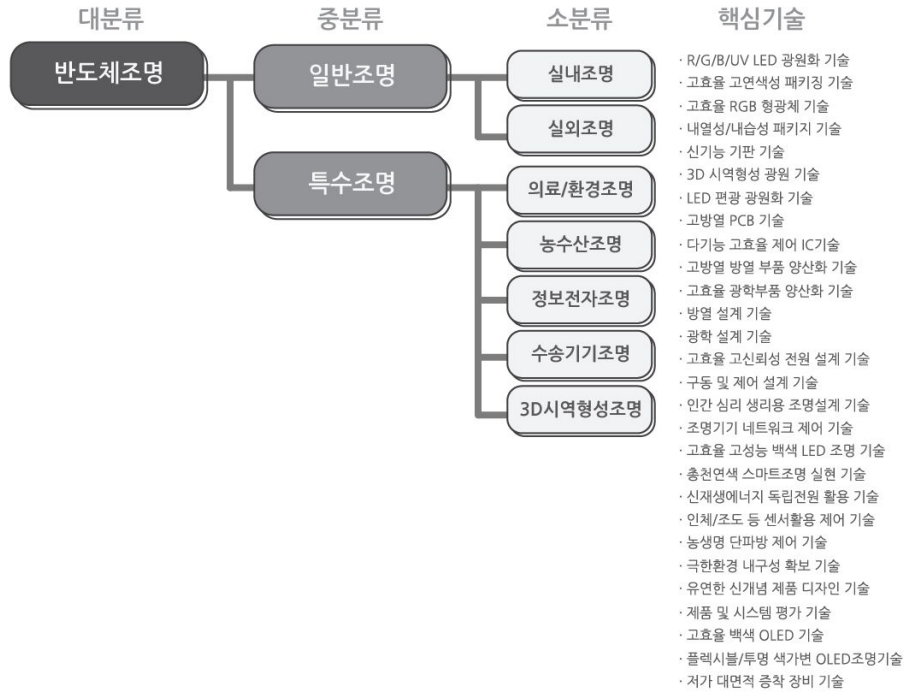 대분류
중분류
소분류
핵심기술
반도체조명
일반조명
특수조명
실내조명
실외조명
의료/환경조명
농수산조명
정보전자조명
수송기기조명
3D시역형성조명
· R/G/B/UV LED 광원화 기술
· 고효율 고연색성 패키징 기술
· 고효율 RGB 형광체 기술
· 내열성/내습성 패키지 기술
· 신기능 기판 기술
· 3D 시역형성 광원 기술
· LED 편광 광원화 기술
· 고방열 PCB 기술
· 다기능 고효율 제어 IC기술
· 고방열 방열 부품 양산화 기술
· 고효율 광학부품 양산화 기술
· 방열 설계 기술
· 광학 설계 기술
· 고효율 고신뢰성 전원 설계 기술
· 구동 및 제어 설계 기술
· 인간 심리 생리용 조명설계 기술
· 조명기기 네트워크 제어 기술
· 고효율 고성능 백색 LED 조명 기술
· 총천연색 스마트조명 실현 기술
· 신재생에너지 독립전원 활용 기술
· 인체/조도 등 센서활용 제어 기술
· 농생명 단파방 제어 기술
· 극한환경 내구성 확보 기술
· 유연한 신개념 제품 디자인 기술
· 제품 및 시스템 평가 기술
· 고효율 백색 OLED 기술
· 플렉시블/투명 색가변 OLED조명기술
· 저가 대면적 증착 장비 기술